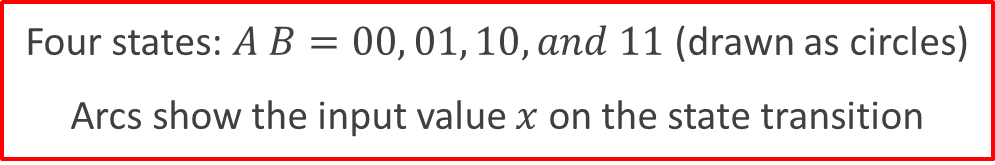 Four states: A B = 00, 01, 10, and 11 (drawn as circles)
Arcs show the input value x on the state transition